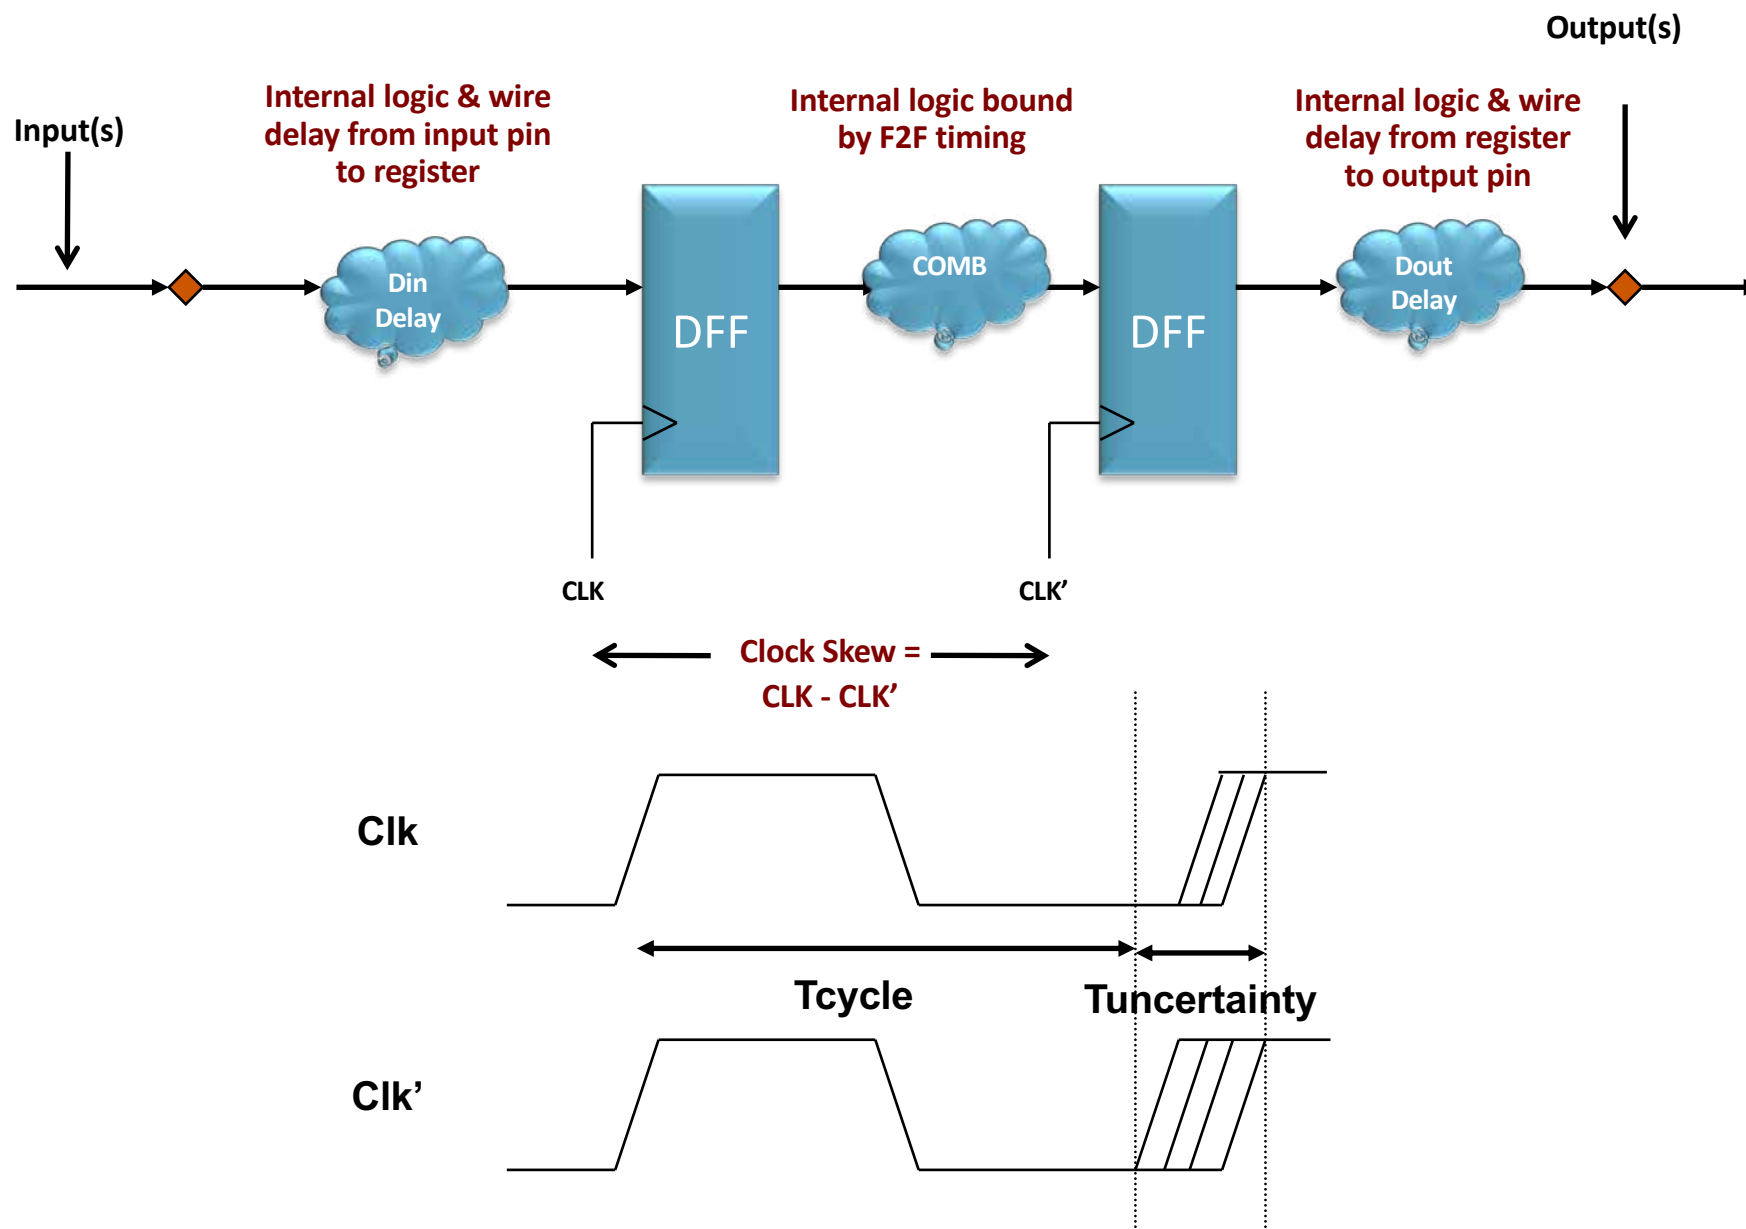 Output(s)
Input(s)
Internal logic & wire
delay from input pin
to register
Internal logic bound
by F2F timing
Internal logic & wire
delay from register
to output pin
Din
Delay
DFF
COMB
DFF
Dout
Delay
CLK
CLK’
Clock Skew =
CLK - CLK’
Clk
Tcycle
Tuncertainty
Clk’